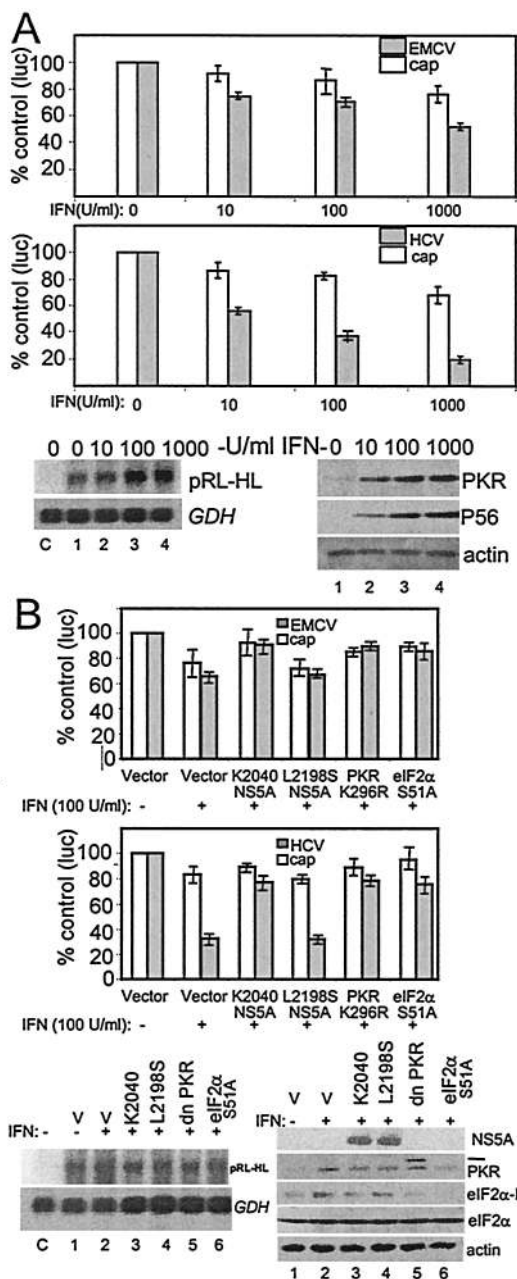 A
EMCV
cap
% control (luc)
100
80
60
40
20
IFN(U/ml): 0 10 100 1000
HCV
cap
% control (luc)
100
80
60
40
20
IFN(U/ml): 0 10 100 1000
0 0 10 100 1000 -U/ml IFN- 0 10 100 1000
pRL-HL
GDH
C 1 2 3 4
PKR
P56
actin
1 2 3 4
B
EMCV
cap
% control (luc)
100
80
60
40
20
0
Vector Vector K2040 L2198S PKR eIF2α
NS5A NS5A K296R S51A
IFN (100 U/ml): - + + + + +
HCV
cap
% control (luc)
100
80
60
40
20
0
Vector Vector K2040 L2198S PKR eIF2α
NS5A NS5A K296R S51A
IFN (100 U/ml): - + + + + +
V V K2040 L2198S dn PKR eIF2α S51A
IFN: - - + + + + +
pRL-HL
GDH
C 1 2 3 4 5 6
V V K2040 L2198S dn PKR eIF2α S51A
IFN: - + + + + +
NS5A
PKR
eIF2α
actin
1 2 3 4 5 6